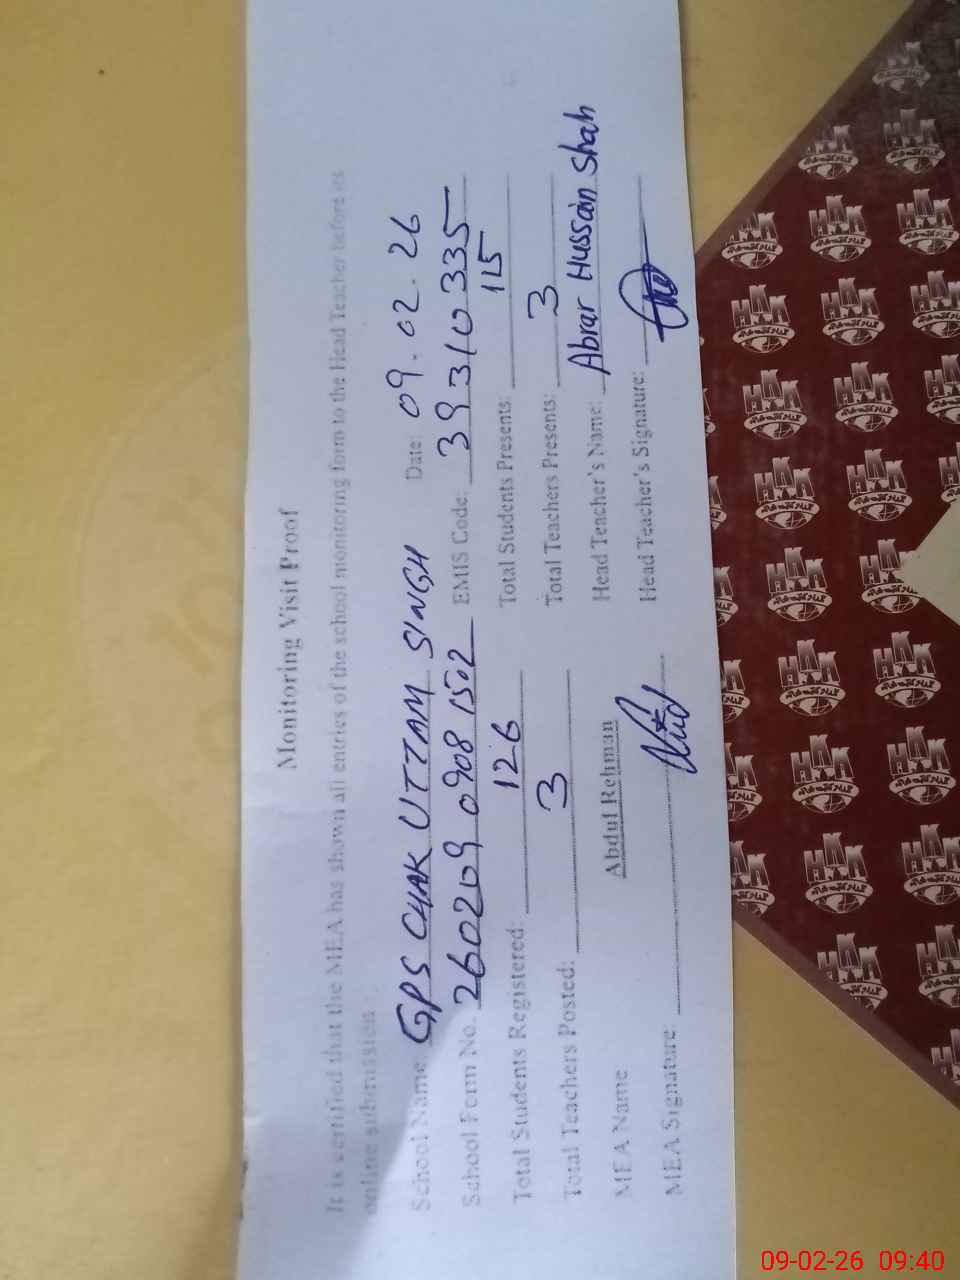 Monitoring Visit Proof
It is certified that the MEA has shown all entries of the school monitoring form to the Head Teacher before its
online submission.
School Name: GPS CHAK UTTAM SINGH Date: 09.02.26
School Form No. 260209 0908 1502 EMIS Code: 39310335
Total Students Registered: 126 Total Students Presents: 115
Total Teachers Posted: 3 Total Teachers Presents: 3
MEA Name Abdul Rehman Head Teacher's Name: Abrar Hussain Shah
MEA Signature: Head Teacher's Signature:
HKK
09-02-26 09:40